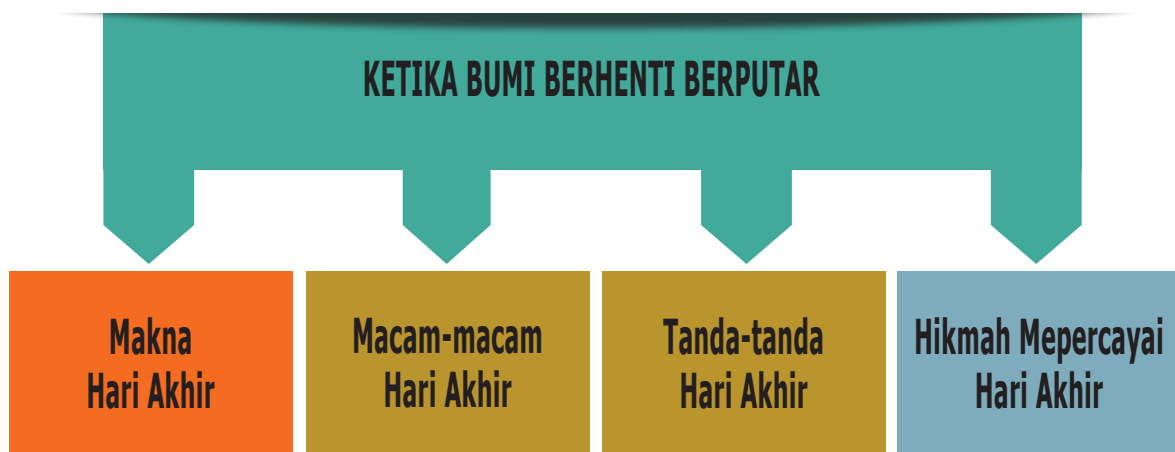 KETIKA BUMI BERHENTI BERPUTAR
Makna
Hari Akhir
Macam-macam
Hari Akhir
Tanda-tanda
Hari Akhir
Hikmah Mepercayai
Hari Akhir